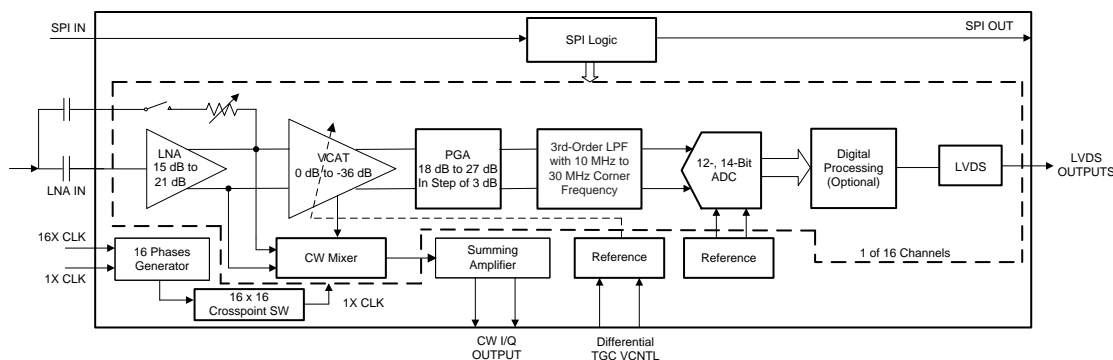 SPI IN
SPI Logic
SPI OUT
LNA
15 dB to
21 dB
VCAT
0 dB to -36 dB
PGA
18 dB to 27 dB
In Step of 3 dB
3rd-Order LPF
with 10 MHz to
30 MHz Corner
Frequency
12-, 14-Bit
ADC
Digital
Processing
(Optional)
LVDS
LVDS
OUTPUTS
LNA IN
16X CLK
1X CLK
16 Phases
Generator
CW Mixer
Summing
Amplifier
Reference
Reference
1 of 16 Channels
16 x 16
Crosspoint SW
1X CLK
CW I/Q
OUTPUT
Differential
TGC VCNTL